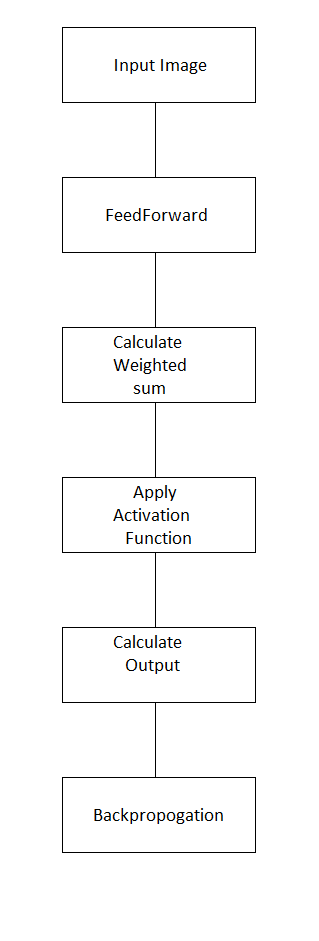 Input Image
FeedForward
Calculate
Weighted
sum
Apply
Activation
Function
Calculate
Output
Backpropogation